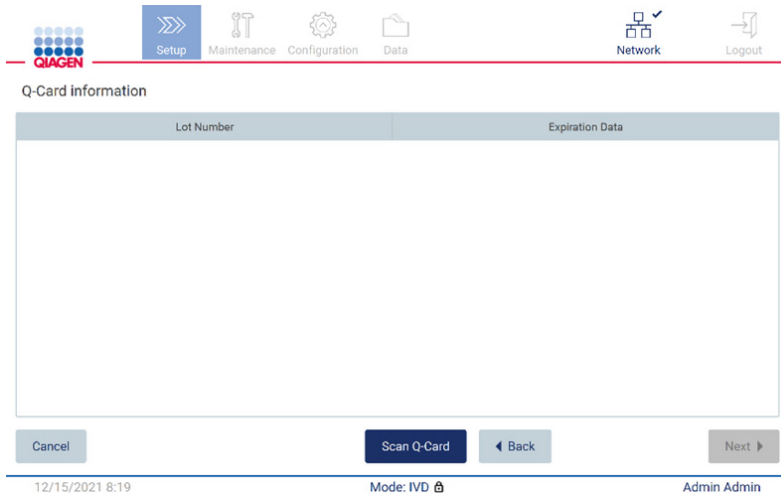 QIAGEN
Setup Maintenance Configuration Data Network Logout
Q-Card information
Lot Number Expiration Data
Cancel Scan Q-Card Back Next
12/15/2021 8:19 Mode: IVD Admin Admin